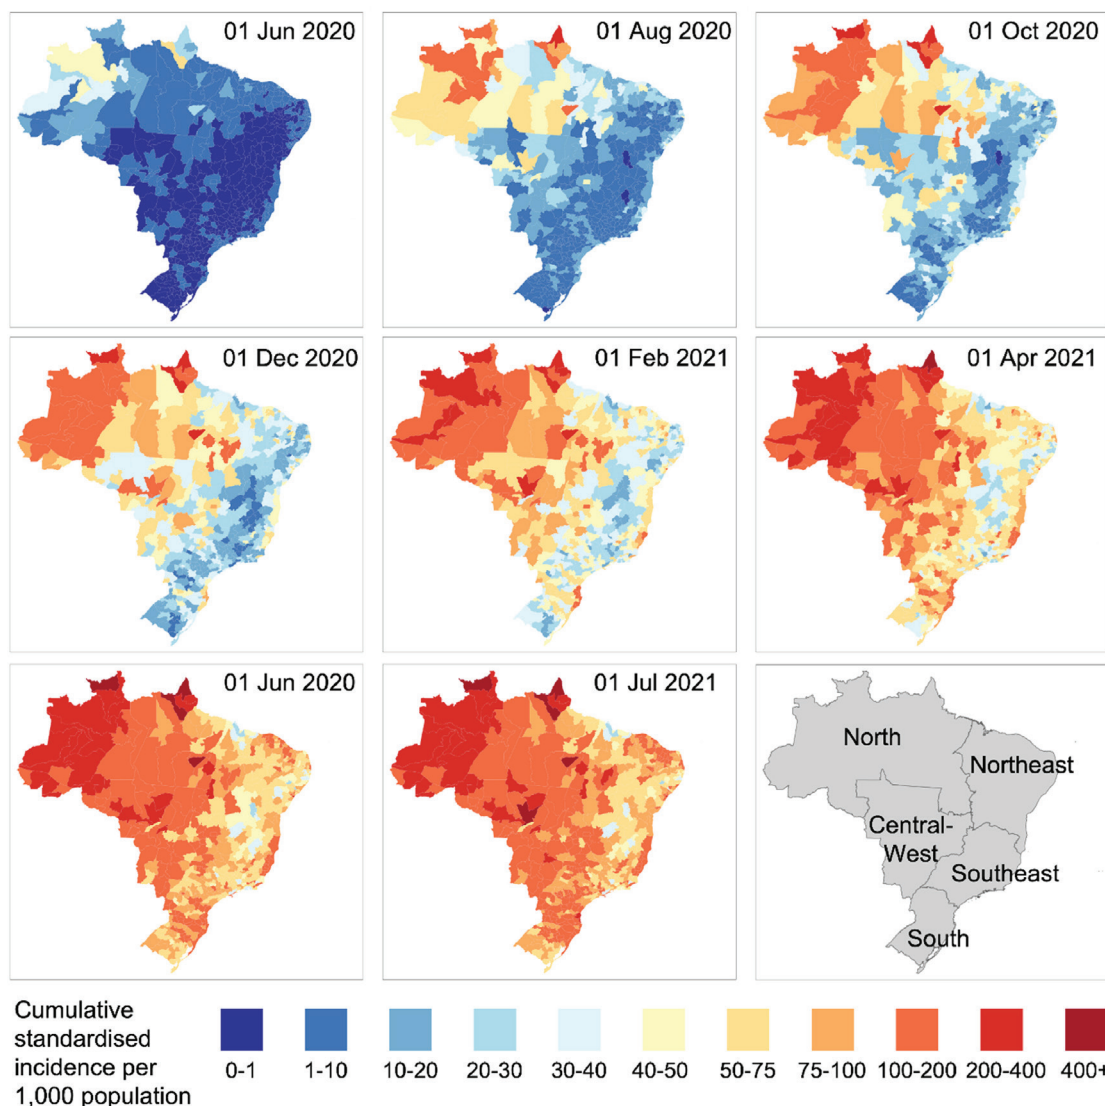 01 Jun 2020
01 Aug 2020
01 Oct 2020
01 Dec 2020
01 Feb 2021
01 Apr 2021
01 Jun 2020
01 Jul 2021
North
Northeast
Central-
West
Southeast
South
Cumulative
standardised
incidence per
1,000 population
0-1
1-10
10-20
20-30
30-40
40-50
50-75
75-100
100-200
200-400
400+